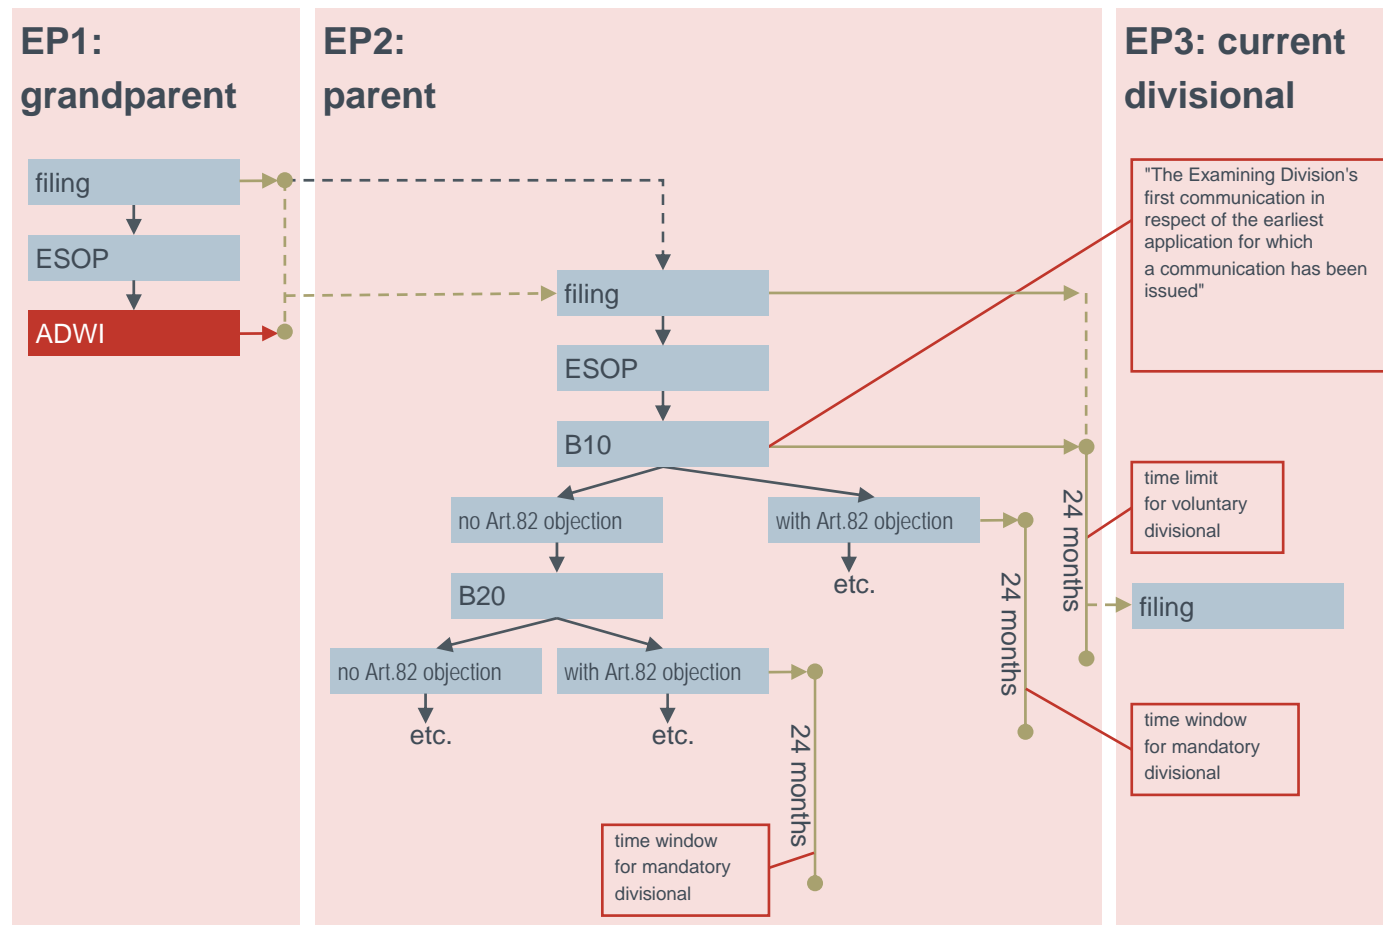 EP1:
grandparent
filing
ESOP
ADWI
EP2:
parent
filing
ESOP
B10
no Art.82 objection
with Art.82 objection
etc.
B20
no Art.82 objection
with Art.82 objection
etc.
etc.
24 months
24 months
24 months
time window
for mandatory
divisional
EP3: current
divisional
"The Examining Division's
first communication in
respect of the earliest
application for which
a communication has been
issued"
time limit
for voluntary
divisional
filing
time window
for mandatory
divisional